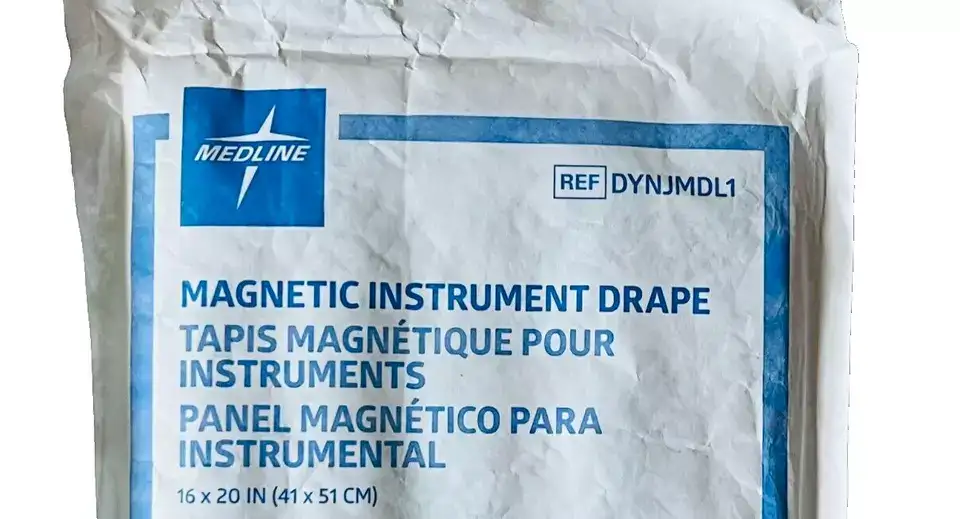 MEDLINE
REF DYNJMDL1
MAGNETIC INSTRUMENT DRAPE
TAPIS MAGNÉTIQUE POUR
INSTRUMENTS
PANEL MAGNÉTICO PARA
INSTRUMENTAL
16 x 20 IN (41 x 51 CM)